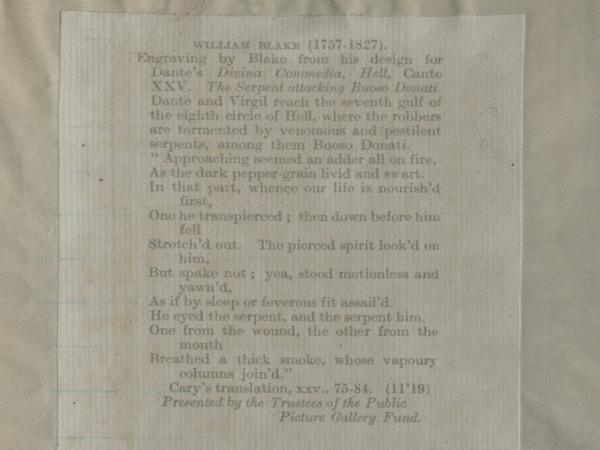 WILLIAM BLAKE (1757-1827).
Engraving by Blake from his design for
Dante's Divina Commedia, Hell, Canto
XXV. The Serpent attacking Buoso Donati.
Dante and Virgil reach the seventh gulf of
the eighth circle of Hell, where the robbers
are tormented by venomous and pestilent
serpents, among them Buoso Donati.
" Approaching seemed an adder all on fire,
As the dark pepper-grain livid and swart.
In that part, whence our life is nourish'd
first,
One he transpierced ; then down before him
fell
Stretch'd out. The pierced spirit look'd on
him,
But spake not ; yea, stood motionless and
yawn'd,
As if by sleep or feverous fit assail'd.
He eyed the serpent, and the serpent him.
One from the wound, the other from the
mouth
Breathed a thick smoke, whose vapoury
columns join'd."
Cary's translation, xxv., 75-84. (11'19)
Presented by the Trustees of the Public
Picture Gallery Fund.